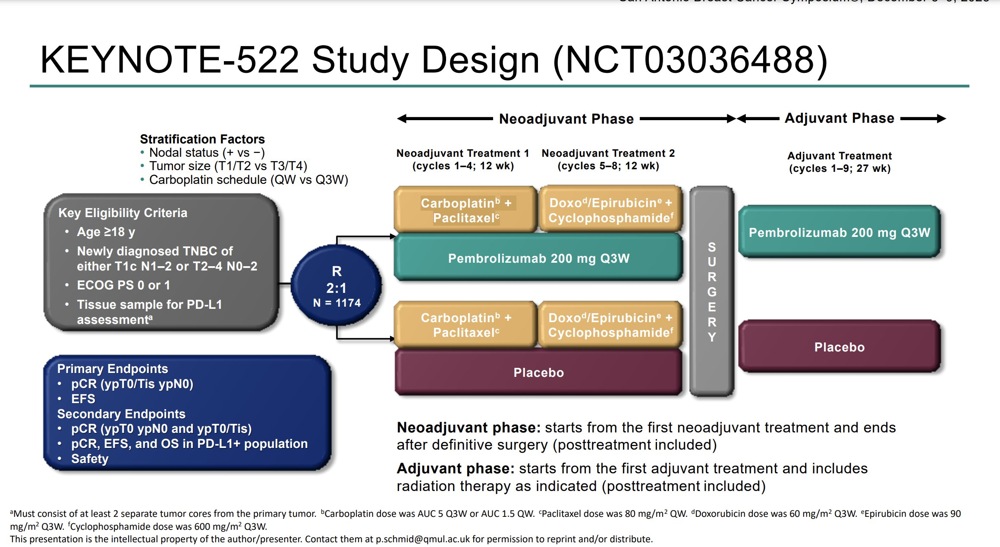 KEYNOTE-522 Study Design (NCT03036488)
Neoadjuvant Phase
Adjuvant Phase
Stratification Factors
• Nodal status (+ vs −)
• Tumor size (T1/T2 vs T3/T4)
• Carboplatin schedule (QW vs Q3W)
Neoadjuvant Treatment 1
(cycles 1–4; 12 wk)
Neoadjuvant Treatment 2
(cycles 5–8; 12 wk)
Adjuvant Treatment
(cycles 1–9; 27 wk)
Key Eligibility Criteria
• Age ≥18 y
• Newly diagnosed TNBC of
either T1c N1–2 or T2–4 N0–2
• ECOG PS 0 or 1
• Tissue sample for PD-L1
assessmentᵃ
R
2:1
N = 1174
Carboplatinᵇ +
Paclitaxelᶜ
Doxoᵈ/Epirubicinᵉ +
Cyclophosphamideᶠ
Pembrolizumab 200 mg Q3W
Carboplatinᵇ +
Paclitaxelᶜ
Doxoᵈ/Epirubicinᵉ +
Cyclophosphamideᶠ
Placebo
SURGERY
Pembrolizumab 200 mg Q3W
Placebo
Primary Endpoints
• pCR (ypT0/Tis ypN0)
• EFS
Secondary Endpoints
• pCR (ypT0 ypN0 and ypT0/Tis)
• pCR, EFS, and OS in PD-L1+ population
• Safety
Neoadjuvant phase: starts from the first neoadjuvant treatment and ends
after definitive surgery (posttreatment included)
Adjuvant phase: starts from the first adjuvant treatment and includes
radiation therapy as indicated (posttreatment included)
ᵃMust consist of at least 2 separate tumor cores from the primary tumor. ᵇCarboplatin dose was AUC 5 Q3W or AUC 1.5 QW. ᶜPaclitaxel dose was 80 mg/m² QW. ᵈDoxorubicin dose was 60 mg/m² Q3W. ᵉEpirubicin dose was 90
mg/m² Q3W. ᶠCyclophosphamide dose was 600 mg/m² Q3W.
This presentation is the intellectual property of the author/presenter. Contact them at p.schmid@qmul.ac.uk for permission to reprint and/or distribute.